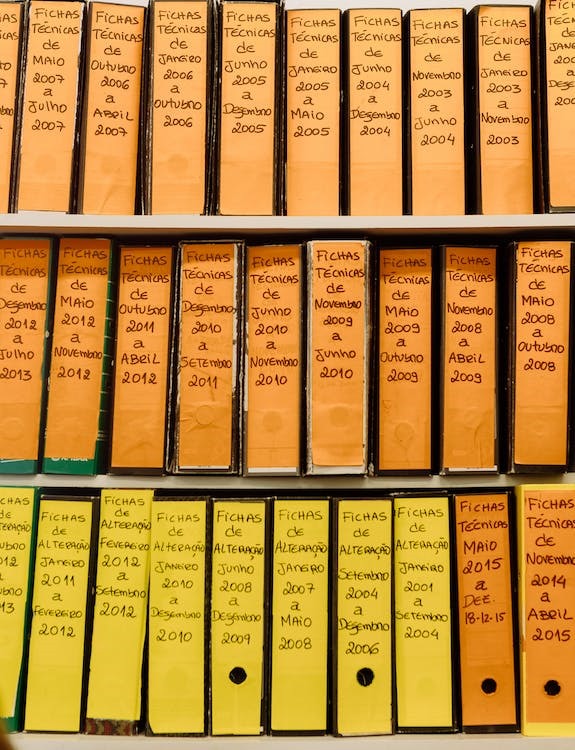 FICHAS
TÉCNICAS
de
MAIO
2007
a
Julho
2007
FICHAS
TÉCNICAS
de
Outubro
2006
a
Abril
2007
FICHAS
TÉCNICAS
de
Janeiro
2006
a
Outubro
2006
FICHAS
TÉCNICAS
de
Junho
2005
a
Dezembro
2005
FICHAS
TÉCNICAS
de
Janeiro
2005
a
Maio
2005
FICHAS
TÉCNICAS
de
Junho
2004
a
Dezembro
2004
FICHAS
TÉCNICAS
de
Novembro
2003
a
Junho
2004
FICHAS
TÉCNICAS
de
Janeiro
2003
a
Novembro
2003
FICHAS
TÉCNICAS
de
Dezembro
2012
a
Julho
2013
FICHAS
TÉCNICAS
de
MAIO
2012
a
Novembro
2012
FICHAS
TÉCNICAS
de
Outubro
2011
a
Abril
2012
FICHAS
TÉCNICAS
de
Dezembro
2010
a
Setembro
2011
FICHAS
TÉCNICAS
de
Junho
2010
a
Novembro
2010
FICHAS
TÉCNICAS
de
Novembro
2009
a
Junho
2010
FICHAS
TÉCNICAS
de
MAIO
2009
a
Outubro
2009
FICHAS
TÉCNICAS
de
Novembro
2008
a
Abril
2009
FICHAS
TÉCNICAS
de
MAIO
2008
a
Outubro
2008
FICHAS
de
ALTERAÇÃO
Janeiro
2011
a
Fevereiro
2012
FICHAS
de
ALTERAÇÃO
Fevereiro
2012
a
Setembro
2012
FICHAS
de
ALTERAÇÃO
Janeiro
2010
a
Dezembro
2010
FICHAS
de
ALTERAÇÃO
Junho
2008
a
Dezembro
2009
FICHAS
de
ALTERAÇÃO
Janeiro
2007
a
MAIO
2008
FICHAS
de
ALTERAÇÃO
Setembro
2004
a
Dezembro
2006
FICHAS
de
ALTERAÇÃO
Janeiro
2001
a
Setembro
2004
FICHAS
TÉCNICAS
MAIO
2015
a
DEZ.
18-12-15
FICHAS
TÉCNICAS
de
Novembro
2014
a
ABRIL
2015